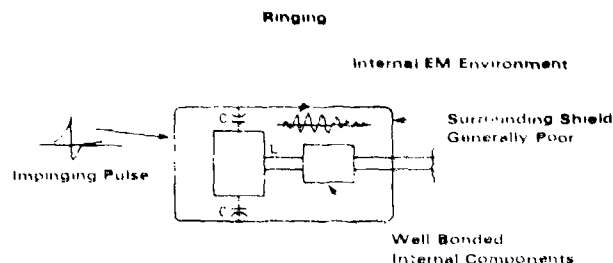 Ringing
Internal EM Environment
C
Surrounding Shield
Generally Poor
L
Impinging Pulse
C
Well Bonded
Internal Components